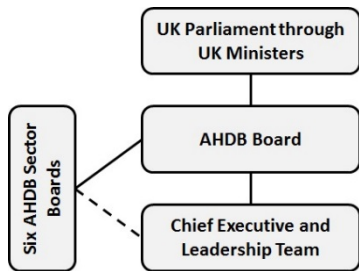 UK Parliament through
UK Ministers
AHDB Board
Six AHDB Sector
Boards
Chief Executive and
Leadership Team